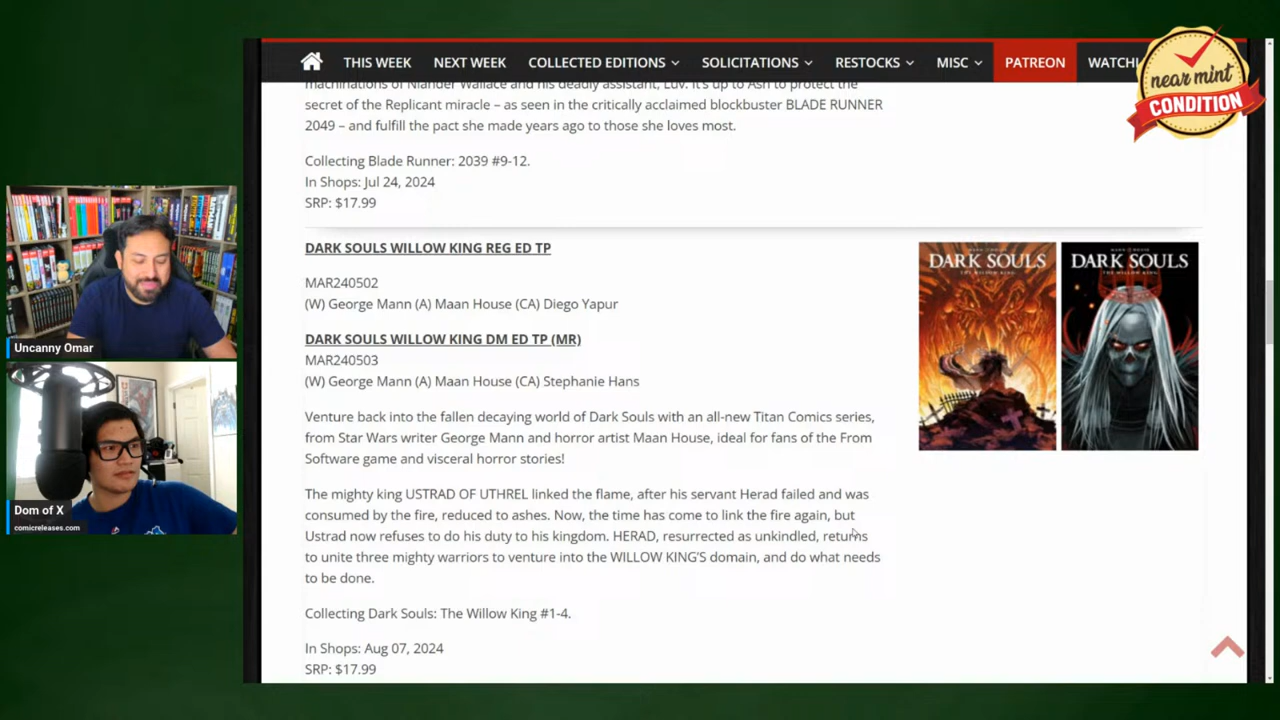 THIS WEEK NEXT WEEK COLLECTED EDITIONS SOLICITATIONS RESTOCKS MISC PATREON
near mint
CONDITION
machinations of Niander Wallace and his deadly assistant, Luv. It's up to Ash to protect the
secret of the Replicant miracle – as seen in the critically acclaimed blockbuster BLADE RUNNER
2049 – and fulfill the pact she made years ago to those she loves most.
Collecting Blade Runner: 2039 #9-12.
In Shops: Jul 24, 2024
SRP: $17.99
DARK SOULS WILLOW KING REG ED TP
MAR240502
(W) George Mann (A) Maan House (CA) Diego Yapur
DARK SOULS WILLOW KING DM ED TP (MR)
MAR240503
(W) George Mann (A) Maan House (CA) Stephanie Hans
Venture back into the fallen decaying world of Dark Souls with an all-new Titan Comics series,
from Star Wars writer George Mann and horror artist Maan House, ideal for fans of the From
Software game and visceral horror stories!
The mighty king USTRAD OF UTHREL linked the flame, after his servant Herad failed and was
consumed by the fire, reduced to ashes. Now, the time has come to link the fire again, but
Ustrad now refuses to do his duty to his kingdom. HERAD, resurrected as unkindled, returns
to unite three mighty warriors to venture into the WILLOW KING'S domain, and do what needs
to be done.
Collecting Dark Souls: The Willow King #1-4.
In Shops: Aug 07, 2024
SRP: $17.99
DARK SOULS
THE WILLOW KING
DARK SOULS
THE WILLOW KING
Uncanny Omar
Dom of X
comicreleases.com